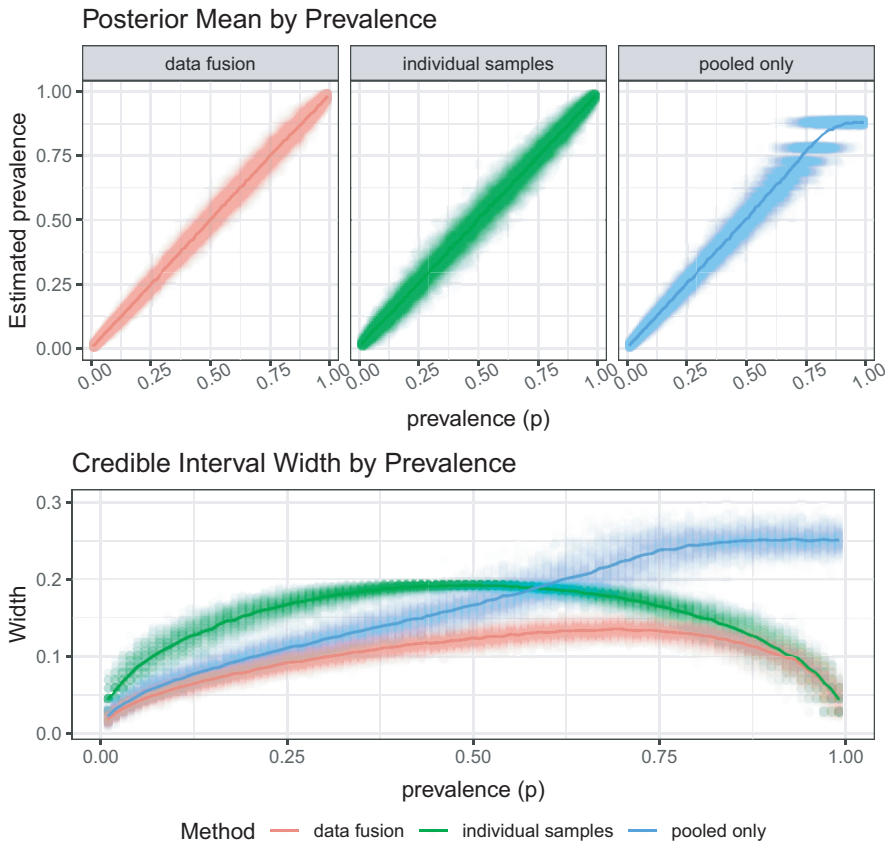 Posterior Mean by Prevalence
data fusion
individual samples
pooled only
Estimated prevalence
1.00
0.75
0.50
0.25
0.00
0.00 0.25 0.50 0.75 1.00
0.00 0.25 0.50 0.75 1.00
0.00 0.25 0.50 0.75 1.00
prevalence (p)
Credible Interval Width by Prevalence
Width
0.3
0.2
0.1
0.0
0.00 0.25 0.50 0.75 1.00
prevalence (p)
Method data fusion individual samples pooled only